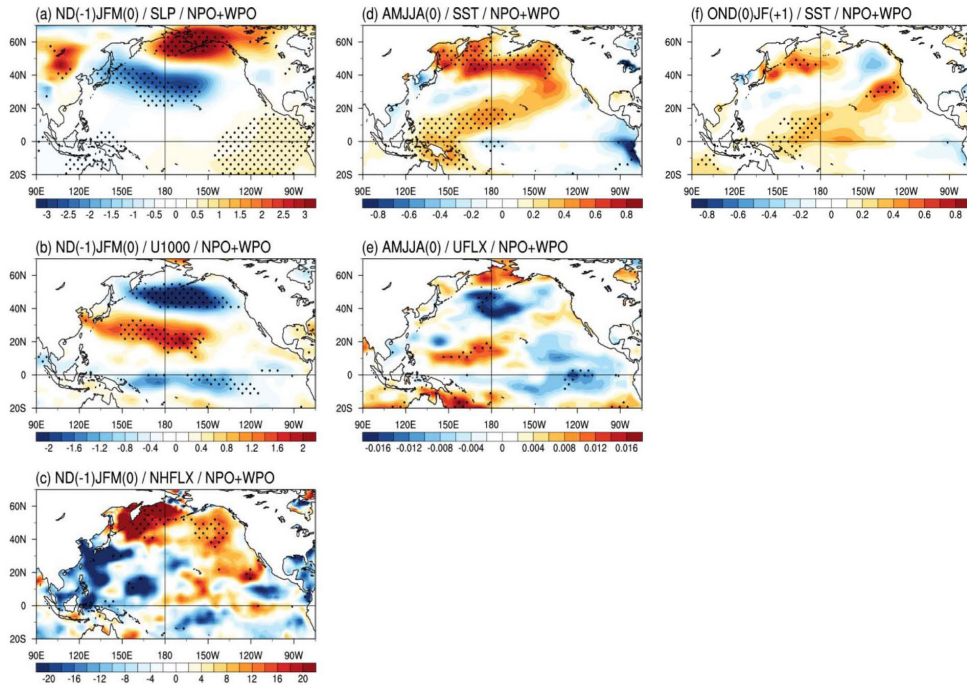 (a) ND(-1)JFM(0) / SLP / NPO+WPO
60N
40N
20N
0
20S
90E 120E 150E 180 150W 120W 90W
-3 -2.5 -2 -1.5 -1 -0.5 0 0.5 1 1.5 2 2.5 3
(d) AMJJA(0) / SST / NPO+WPO
60N
40N
20N
0
20S
90E 120E 150E 180 150W 120W 90W
-0.8 -0.6 -0.4 -0.2 0 0.2 0.4 0.6 0.8
(f) OND(0)JF(+1) / SST / NPO+WPO
60N
40N
20N
0
20S
90E 120E 150E 180 150W 120W 90W
-0.8 -0.6 -0.4 -0.2 0 0.2 0.4 0.6 0.8
(b) ND(-1)JFM(0) / U1000 / NPO+WPO
60N
40N
20N
0
20S
90E 120E 150E 180 150W 120W 90W
-2 -1.6 -1.2 -0.8 -0.4 0 0.4 0.8 1.2 1.6 2
(e) AMJJA(0) / UFLX / NPO+WPO
60N
40N
20N
0
20S
90E 120E 150E 180 150W 120W 90W
-0.016 -0.012 -0.008 -0.004 0 0.004 0.008 0.012 0.016
(c) ND(-1)JFM(0) / NHFLX / NPO+WPO
60N
40N
20N
0
20S
90E 120E 150E 180 150W 120W 90W
-20 -16 -12 -8 -4 0 4 8 12 16 20